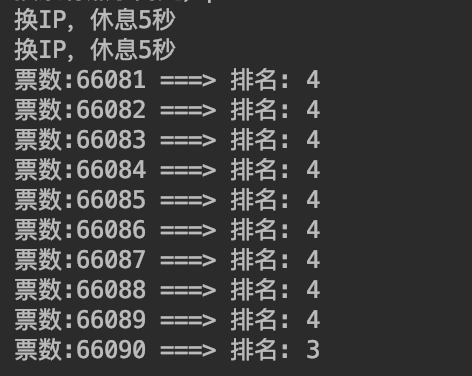 换IP，休息5秒
换IP，休息5秒
票数:66081 ===> 排名: 4
票数:66082 ===> 排名: 4
票数:66083 ===> 排名: 4
票数:66084 ===> 排名: 4
票数:66085 ===> 排名: 4
票数:66086 ===> 排名: 4
票数:66087 ===> 排名: 4
票数:66088 ===> 排名: 4
票数:66089 ===> 排名: 4
票数:66090 ===> 排名: 3